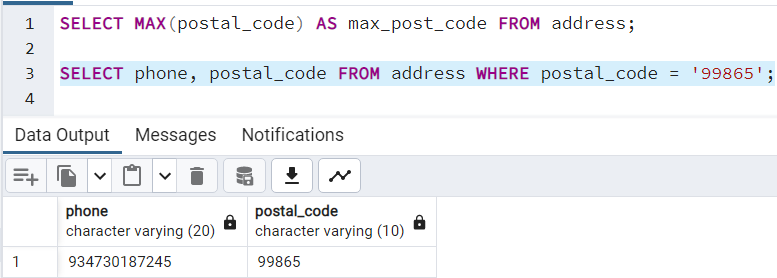 1 SELECT MAX(postal_code) AS max_post_code FROM address;
2
3 SELECT phone, postal_code FROM address WHERE postal_code = '99865';
4
Data Output Messages Notifications
phone postal_code
character varying (20) character varying (10)
1 934730187245 99865